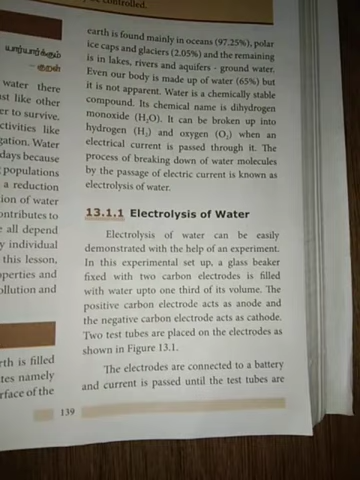 controlled.
யார்யார்க்கும்
– குறள்
water there
ust like other
er to survive.
ctivities like
gation. Water
days because
populations
a reduction
ion of water
ontributes to
e all depend
y individual
this lesson,
operties and
ollution and
rth is filled
tes namely
rface of the
earth is found mainly in oceans (97.25%), polar
ice caps and glaciers (2.05%) and the remaining
is in lakes, rivers and aquifers - ground water.
Even our body is made up of water (65%) but
it is not apparent. Water is a chemically stable
compound. Its chemical name is dihydrogen
monoxide (H₂O). It can be broken up into
hydrogen (H₂) and oxygen (O₂) when an
electrical current is passed through it. The
process of breaking down of water molecules
by the passage of electric current is known as
electrolysis of water.
13.1.1 Electrolysis of Water
Electrolysis of water can be easily
demonstrated with the help of an experiment.
In this experimental set up, a glass beaker
fixed with two carbon electrodes is filled
with water upto one third of its volume. The
positive carbon electrode acts as anode and
the negative carbon electrode acts as cathode.
Two test tubes are placed on the electrodes as
shown in Figure 13.1.
The electrodes are connected to a battery
and current is passed until the test tubes are
139